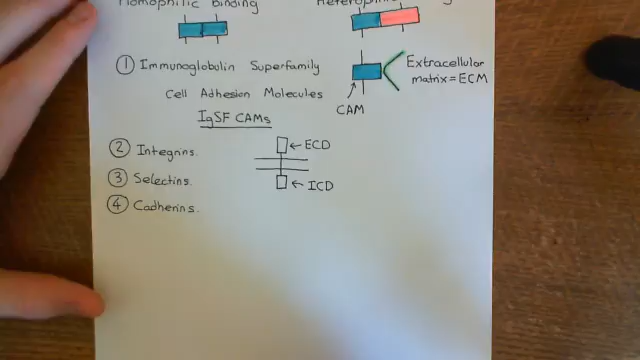 Homophilic Binding
① Immunoglobulin Superfamily
Cell Adhesion Molecules
IgSF CAMs
Extracellular
matrix = ECM
CAM
② Integrins.
③ Selectins.
④ Cadherins.
ECD
ICD